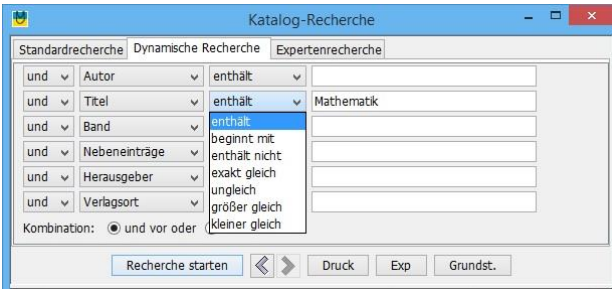 Katalog-Recherche
Standardrecherche Dynamische Recherche Expertenrecherche
und Autor enthält
und Titel enthält Mathematik
und Band enthält
und Nebeneinträge beginnt mit
enthält nicht
und Herausgeber exakt gleich
ungleich
und Verlagsort größer gleich
kleiner gleich
Kombination: und vor oder
Recherche starten Druck Exp Grundst.